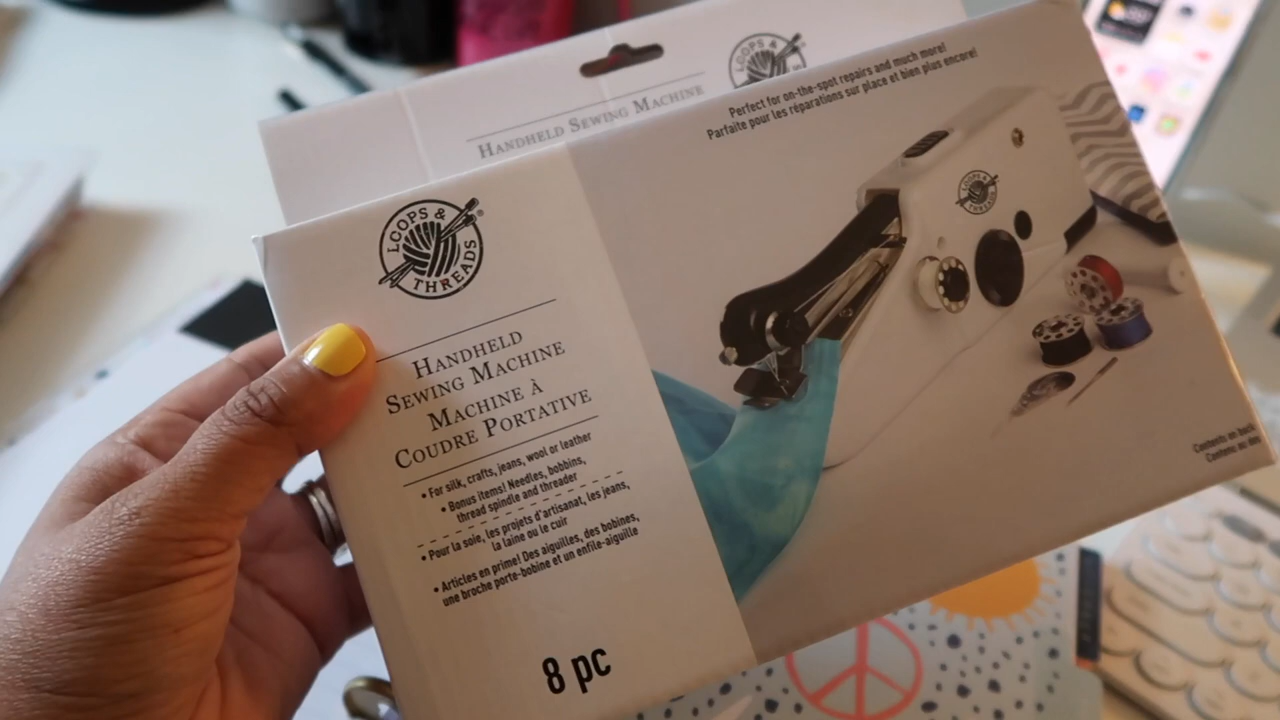 LOOPS &
THREADS
HANDHELD SEWING MACHINE
Perfect for on-the-spot repairs and much more!
Parfaite pour les réparations sur place et bien plus encore!
LOOPS &
THREADS
®
HANDHELD
SEWING MACHINE
MACHINE À
COUDRE PORTATIVE
• For silk, crafts, jeans, wool or leather
• Bonus items! Needles, bobbins,
thread spindle and threader
• Pour la soie, les projets d'artisanat, les jeans,
la laine ou le cuir
• Articles en prime! Des aiguilles, des bobines,
une broche porte-bobine et un enfile-aiguille
8 pc
LOOPS &
THREADS
Contents on back
Contenu au dos